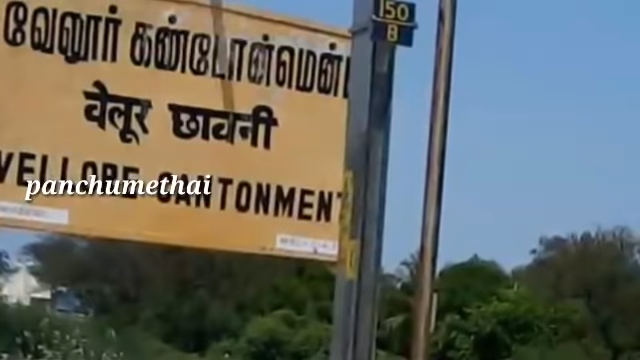 150
B
வேலூர் கண்டோன்மென்
वेलूर छावनी
VELLORE CANTONMENT
panchumethai